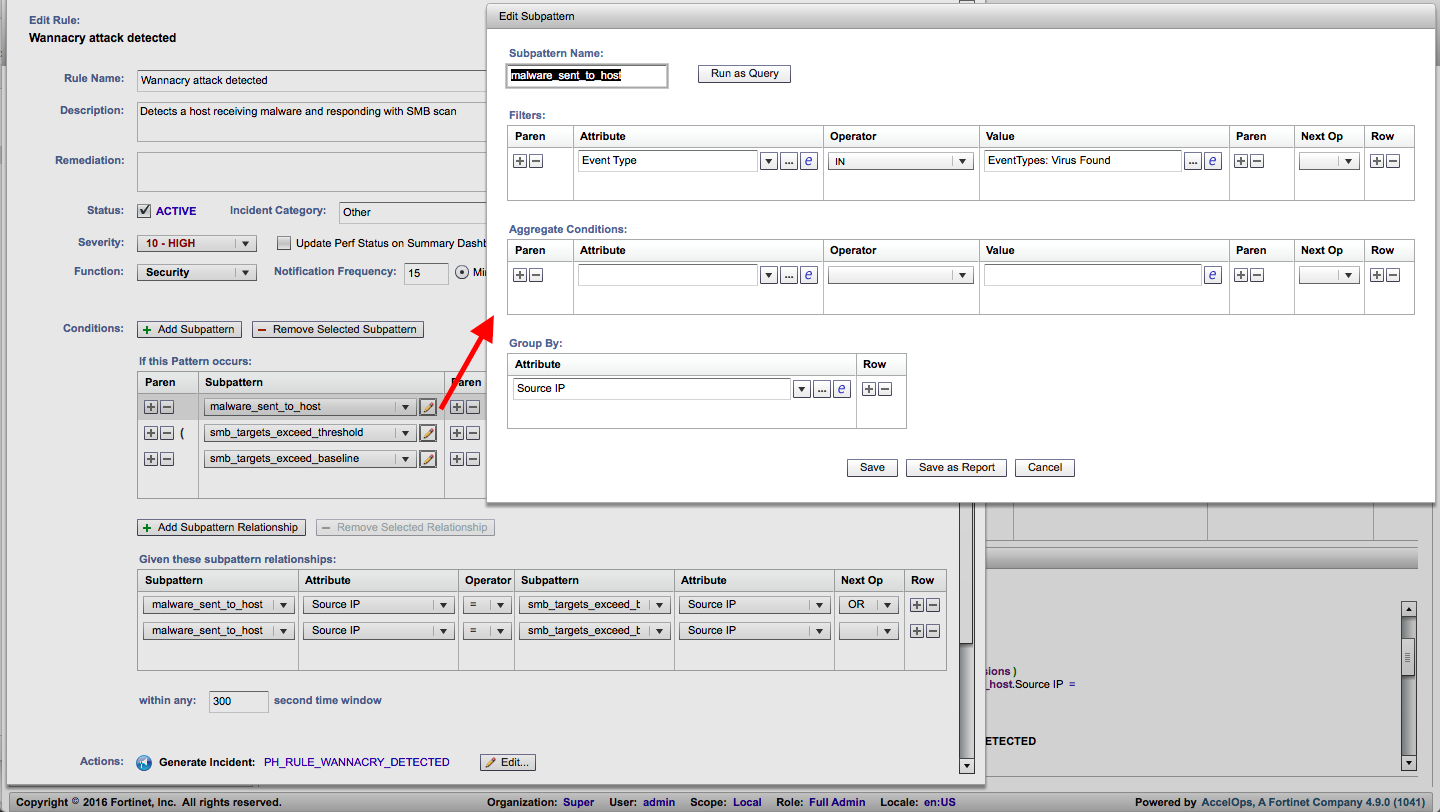 Edit Rule:
Wannacry attack detected
Rule Name: Wannacry attack detected
Description: Detects a host receiving malware and responding with SMB scan
Remediation:
Status: ACTIVE Incident Category: Other
Severity: 10 - HIGH Update Perf Status on Summary Dashb
Function: Security Notification Frequency: 15 Min
Conditions: + Add Subpattern − Remove Selected Subpattern
If this Pattern occurs:
Paren Subpattern Paren
malware_sent_to_host
( smb_targets_exceed_threshold
smb_targets_exceed_baseline
+ Add Subpattern Relationship − Remove Selected Relationship
Given these subpattern relationships:
Subpattern Attribute Operator Subpattern Attribute Next Op Row
malware_sent_to_host Source IP = smb_targets_exceed_t Source IP OR
malware_sent_to_host Source IP = smb_targets_exceed_t Source IP
within any: 300 second time window
Actions: Generate Incident: PH_RULE_WANNACRY_DETECTED Edit...
Edit Subpattern
Subpattern Name:
malware_sent_to_host Run as Query
Filters:
Paren Attribute Operator Value Paren Next Op Row
Event Type ... e IN EventTypes: Virus Found ... e
Aggregate Conditions:
Paren Attribute Operator Value Paren Next Op Row
... e e
Group By:
Attribute Row
Source IP ... e
Save Save as Report Cancel
sions )
_host.Source IP =
ETECTED
Copyright © 2016 Fortinet, Inc. All rights reserved. Organization: Super User: admin Scope: Local Role: Full Admin Locale: en:US Powered by AccelOps, A Fortinet Company 4.9.0 (1041)